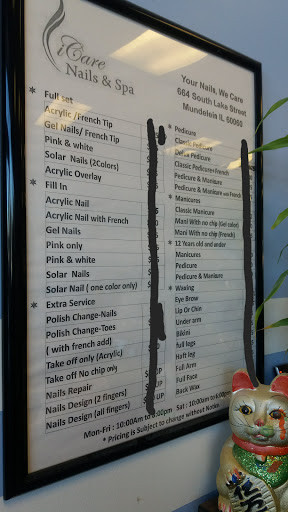 iCare
Nails & Spa
Your Nails, We Care
664 South Lake Street
Mundelein IL 60060
* Full set
Acrylic /French Tip
Gel Nails/ French Tip
Pink & white
Solar Nails (2Colors)
Acrylic Overlay
* Fill In
Acrylic Nail
Acrylic Nail with French
Gel Nails
Pink only
Pink & white
Solar Nails
Solar Nail ( one color only)
* Extra Service
Polish Change-Nails
Polish Change-Toes
( with french add)
Take off only (Acrylic)
Take off No chip only
Nails Repair
Nails Design (2 fingers)
Nails Design (all fingers)
UP
UP
UP
* Pedicure
Classic Pedicure
Deluxe Pedicure
Classic Pedicure+French
Pedicure & Manicure
Pedicure & Manicure with French
* Manicures
Classic Manicure
Mani With no chip (Gel color)
Mani With no chip (French)
* 12 Years old and under
Manicures
Pedicure
Pedicure & Manicure
* Waxing
Eye Brow
Lip Or Chin
Under arm
Bikini
full legs
Haft leg
Full Arm
Full Face
Back Wax
Mon-Fri : 10:00Am to 8:00pm Sat : 10:00am to
* Pricing is Subject to change without Notice